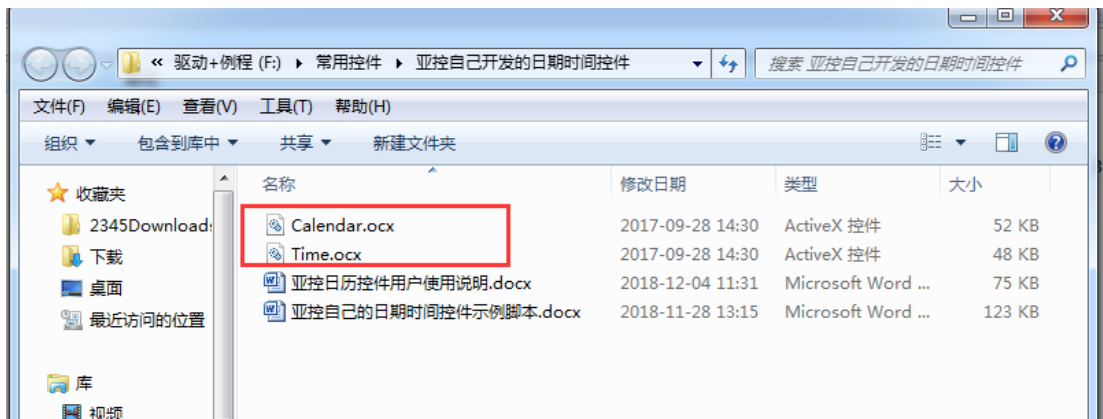 « 驱动+例程 (F:) ▸ 常用控件 ▸ 亚控自己开发的日期时间控件
搜索 亚控自己开发的日期时间控件
文件(F) 编辑(E) 查看(V) 工具(T) 帮助(H)
组织 包含到库中 共享 新建文件夹
名称 修改日期 类型 大小
Calendar.ocx 2017-09-28 14:30 ActiveX 控件 52 KB
Time.ocx 2017-09-28 14:30 ActiveX 控件 48 KB
亚控日历控件用户使用说明.docx 2018-12-04 11:31 Microsoft Word ... 75 KB
亚控自己的日期时间控件示例脚本.docx 2018-11-28 13:15 Microsoft Word ... 123 KB
收藏夹
2345Download
下载
桌面
最近访问的位置
库
视频